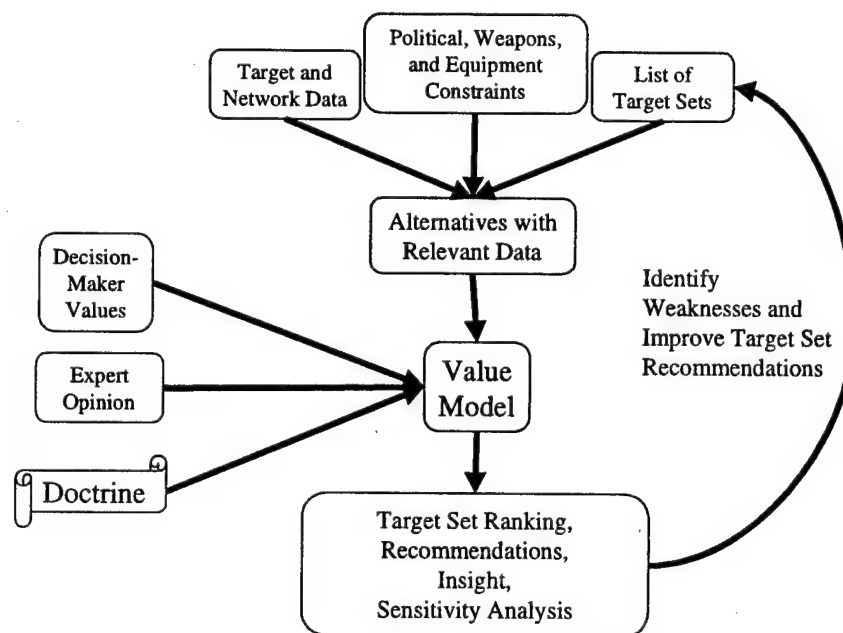 Political, Weapons,
and Equipment
Constraints
Target and
Network Data
List of
Target Sets
Alternatives with
Relevant Data
Decision-
Maker
Values
Identify
Weaknesses and
Improve Target Set
Recommendations
Expert
Opinion
Value
Model
Doctrine
Target Set Ranking,
Recommendations,
Insight,
Sensitivity Analysis